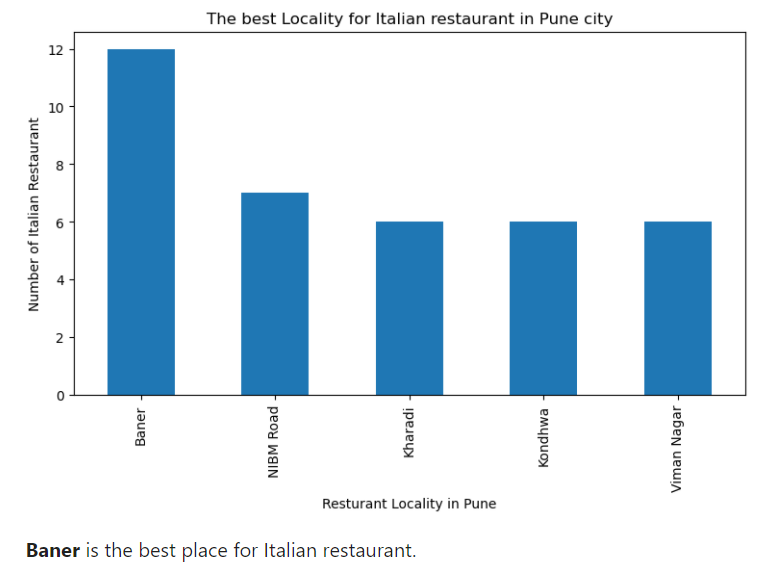 The best Locality for Italian restaurant in Pune city
Number of Italian Restaurant
12
10
8
6
4
2
0
Baner
NIBM Road
Kharadi
Kondhwa
Viman Nagar
Resturant Locality in Pune
Baner is the best place for Italian restaurant.